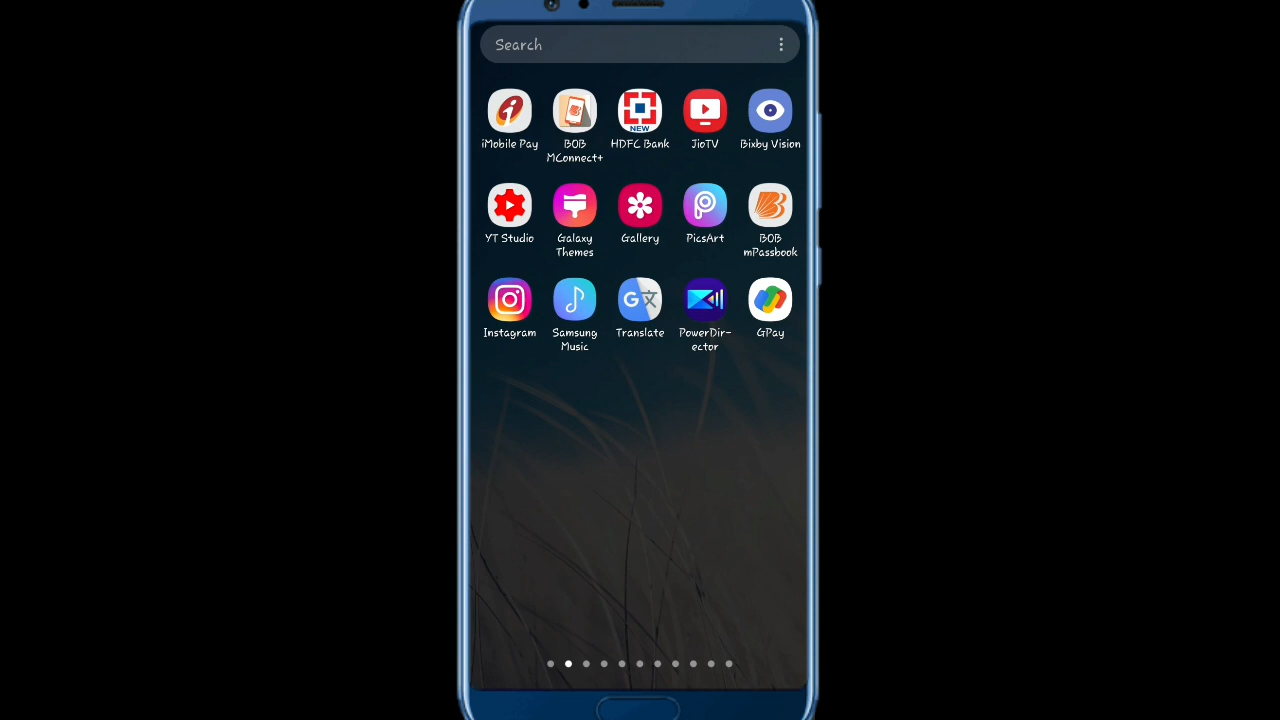 Search
iMobile Pay
BOB
MConnect+
NEW
HDFC Bank
JioTV
Bixby Vision
YT Studio
Galaxy
Themes
Gallery
PicsArt
BOB
mPassbook
Instagram
Samsung
Music
G
Translate
PowerDir-
ector
GPay